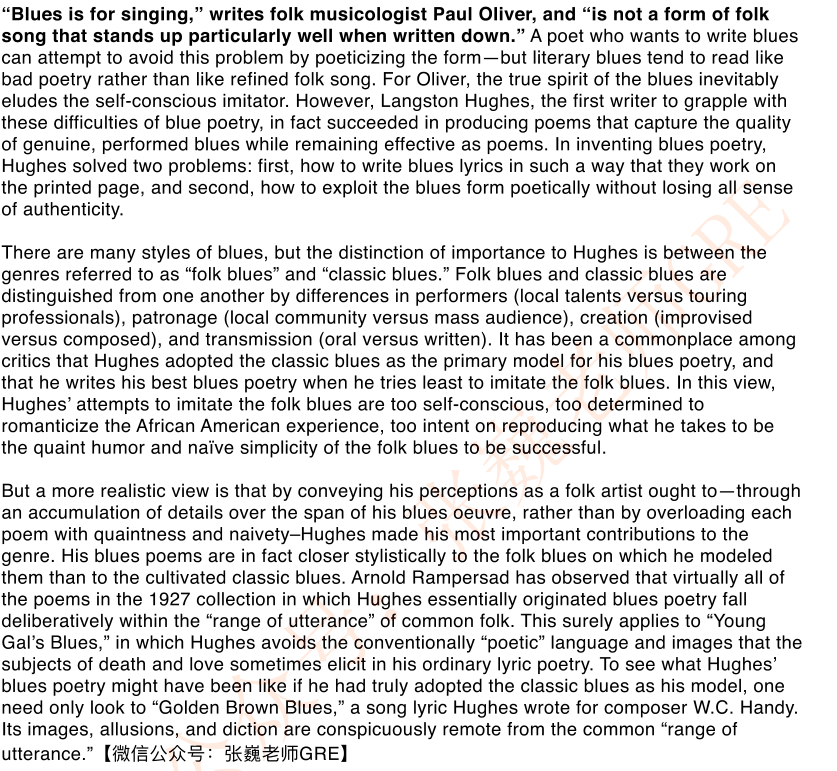 “Blues is for singing,” writes folk musicologist Paul Oliver, and “is not a form of folk
song that stands up particularly well when written down.” A poet who wants to write blues
can attempt to avoid this problem by poeticizing the form—but literary blues tend to read like
bad poetry rather than like refined folk song. For Oliver, the true spirit of the blues inevitably
eludes the self-conscious imitator. However, Langston Hughes, the first writer to grapple with
these difficulties of blue poetry, in fact succeeded in producing poems that capture the quality
of genuine, performed blues while remaining effective as poems. In inventing blues poetry,
Hughes solved two problems: first, how to write blues lyrics in such a way that they work on
the printed page, and second, how to exploit the blues form poetically without losing all sense
of authenticity.
There are many styles of blues, but the distinction of importance to Hughes is between the
genres referred to as “folk blues” and “classic blues.” Folk blues and classic blues are
distinguished from one another by differences in performers (local talents versus touring
professionals), patronage (local community versus mass audience), creation (improvised
versus composed), and transmission (oral versus written). It has been a commonplace among
critics that Hughes adopted the classic blues as the primary model for his blues poetry, and
that he writes his best blues poetry when he tries least to imitate the folk blues. In this view,
Hughes’ attempts to imitate the folk blues are too self-conscious, too determined to
romanticize the African American experience, too intent on reproducing what he takes to be
the quaint humor and naïve simplicity of the folk blues to be successful.
But a more realistic view is that by conveying his perceptions as a folk artist ought to—through
an accumulation of details over the span of his blues oeuvre, rather than by overloading each
poem with quaintness and naivety–Hughes made his most important contributions to the
genre. His blues poems are in fact closer stylistically to the folk blues on which he modeled
them than to the cultivated classic blues. Arnold Rampersad has observed that virtually all of
the poems in the 1927 collection in which Hughes essentially originated blues poetry fall
deliberately within the “range of utterance” of common folk. This surely applies to “Young
Gal’s Blues,” in which Hughes avoids the conventionally “poetic” language and images that the
subjects of death and love sometimes elicit in his ordinary lyric poetry. To see what Hughes’
blues poetry might have been like if he had truly adopted the classic blues as his model, one
need only look to “Golden Brown Blues,” a song lyric Hughes wrote for composer W.C. Handy.
Its images, allusions, and diction are conspicuously remote from the common “range of
utterance.”【微信公众号：张巍老师GRE】
公众号：张巍老师GRE